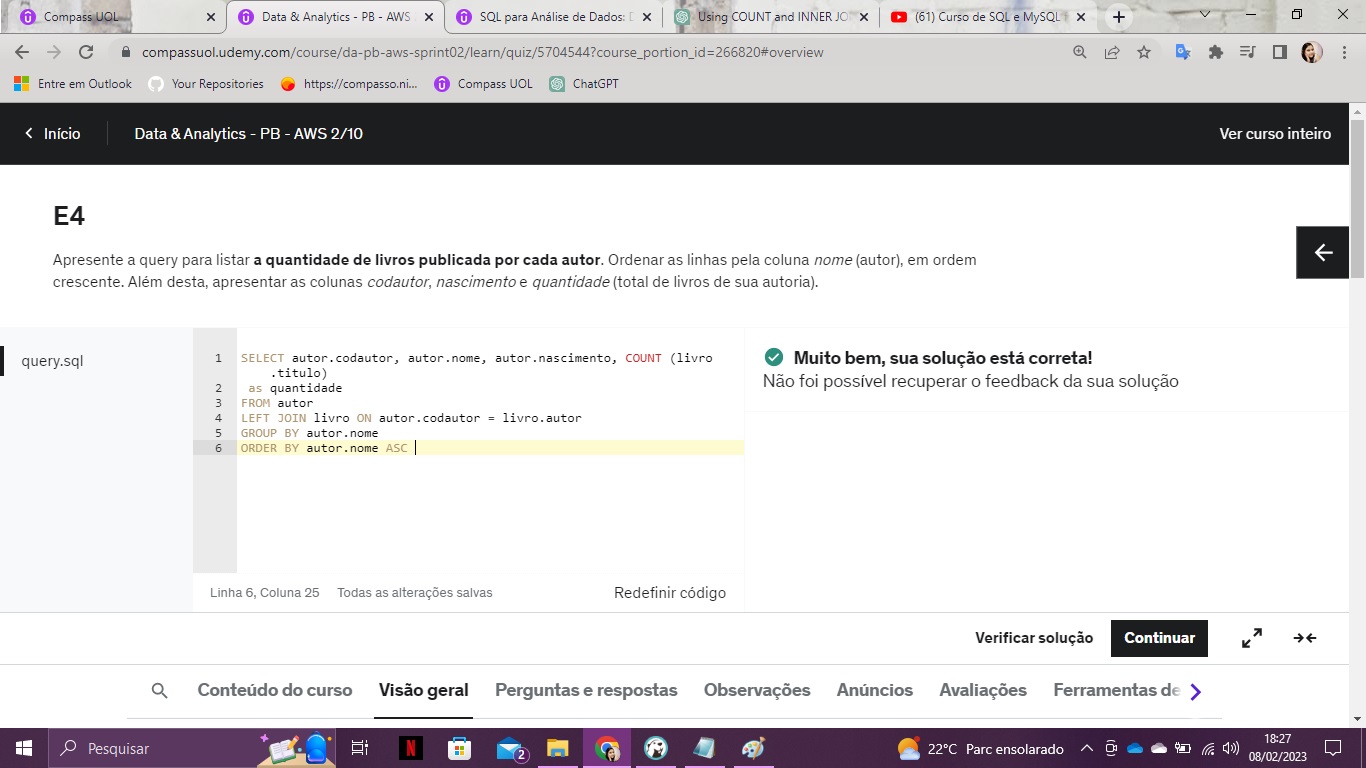 Compass UOL
Data & Analytics - PB - AWS
SQL para Análise de Dados: D
Using COUNT and INNER JO
(61) Curso de SQL e MySQL
compassuol.udemy.com/course/da-pb-aws-sprint02/learn/quiz/5704544?course_portion_id=266820#overview
Entre em Outlook
Your Repositories
https://compasso.ni...
Compass UOL
ChatGPT
Início
Data & Analytics - PB - AWS 2/10
Ver curso inteiro
E4
Apresente a query para listar a quantidade de livros publicada por cada autor. Ordenar as linhas pela coluna nome (autor), em ordem
crescente. Além desta, apresentar as colunas codautor, nascimento e quantidade (total de livros de sua autoria).
query.sql
1 SELECT autor.codautor, autor.nome, autor.nascimento, COUNT (livro
.titulo)
2 as quantidade
3 FROM autor
4 LEFT JOIN livro ON autor.codautor = livro.autor
5 GROUP BY autor.nome
6 ORDER BY autor.nome ASC
Muito bem, sua solução está correta!
Não foi possível recuperar o feedback da sua solução
Linha 6, Coluna 25
Todas as alterações salvas
Redefinir código
Verificar solução
Continuar
Conteúdo do curso
Visão geral
Perguntas e respostas
Observações
Anúncios
Avaliações
Ferramentas de
Pesquisar
N
2
22°C Parc ensolarado
18:27
08/02/2023